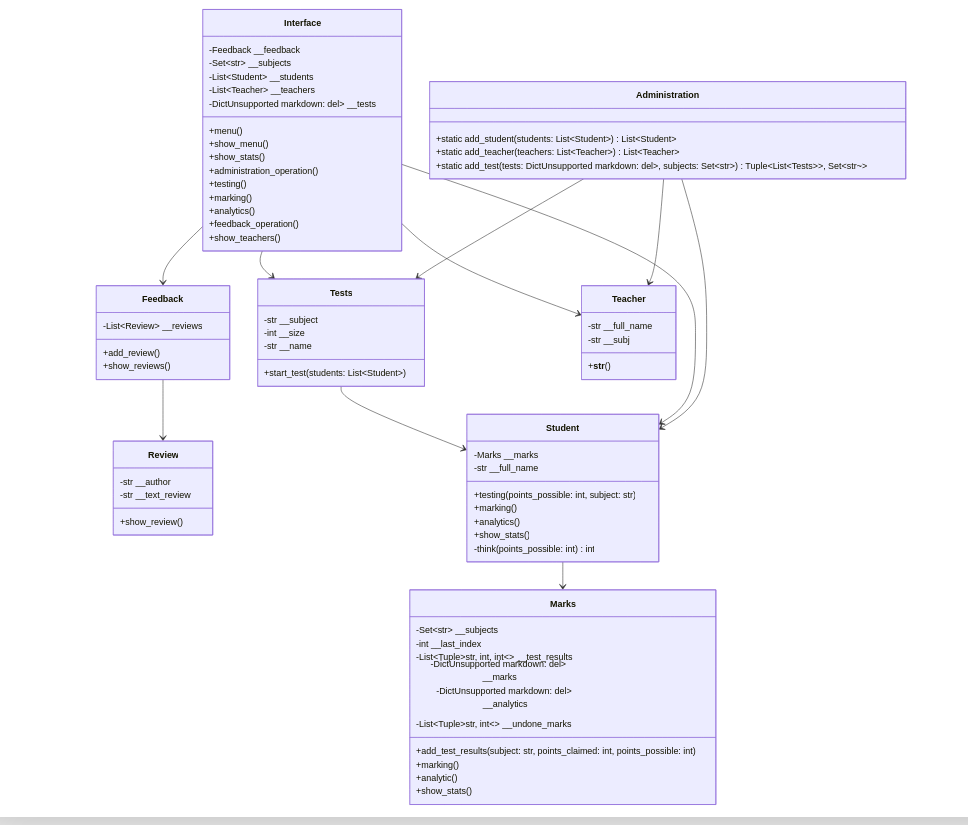 Interface
-Feedback __feedback
-Set<str> __subjects
-List<Student> __students
-List<Teacher> __teachers
-DictUnsupported markdown: del> __tests
+menu()
+show_menu()
+show_stats()
+administration_operation()
+testing()
+marking()
+analytics()
+feedback_operation()
+show_teachers()
Administration
+static add_student(students: List<Student>) : List<Student>
+static add_teacher(teachers: List<Teacher>) : List<Teacher>
+static add_test(tests: DictUnsupported markdown: del>, subjects: Set<str>) : Tuple<List<Tests>>, Set<str~>
Feedback
-List<Review> __reviews
+add_review()
+show_reviews()
Tests
-str __subject
-int __size
-str __name
+start_test(students: List<Student>)
Teacher
-str __full_name
-str __subj
+str()
Review
-str __author
-str __text_review
+show_review()
Student
-Marks __marks
-str __full_name
+testing(points_possible: int, subject: str)
+marking()
+analytics()
+show_stats()
-think(points_possible: int) : int
Marks
-Set<str> __subjects
-int __last_index
-List<Tuple>str, int, int<> __test_results
-DictUnsupported markdown: del>
__marks
-DictUnsupported markdown: del>
__analytics
-List<Tuple>str, int<> __undone_marks
+add_test_results(subject: str, points_claimed: int, points_possible: int)
+marking()
+analytic()
+show_stats()